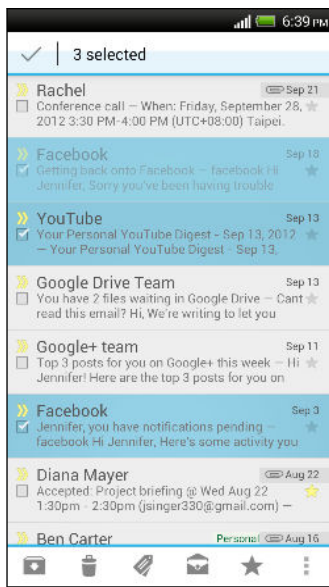 6:39 PM
3 selected
Rachel Sep 21
Conference call – When: Friday, September 28,
2012 3:30 PM-4:00 PM (UTC+08:00) Taipei.
Facebook Sep 18
Getting back onto Facebook – facebook Hi
Jennifer, Sorry you've been having trouble
YouTube Sep 13
Your Personal YouTube Digest - Sep 13, 2012
– Your Personal YouTube Digest - Sep 13,
Google Drive Team Sep 13
You have 2 files waiting in Google Drive – Cant
read this email? Hi, We're writing to let you
Google+ team Sep 11
Top 3 posts for you on Google+ this week – Hi
Jennifer! Here are the top 3 posts for you on
Facebook Sep 3
Jennifer, you have notifications pending –
facebook Hi Jennifer, Here's some activity you
Diana Mayer Aug 22
Accepted: Project briefing @ Wed Aug 22
1:30pm - 2:30pm (jsinger330@gmail.com) –
Ben Carter Personal Aug 16